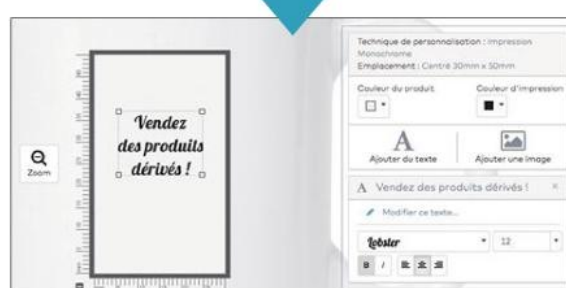 Technique de personnalisation : Impression
Monochrome
Emplacement : Centré 30mm x 50mm
Couleur du produit
Couleur d'impression
Vendez
des produits
dérivés !
Zoom
A
Ajouter du texte
Ajouter une image
A Vendez des produits dérivés ! ×
Modifier ce texte...
Lobster
12
B I